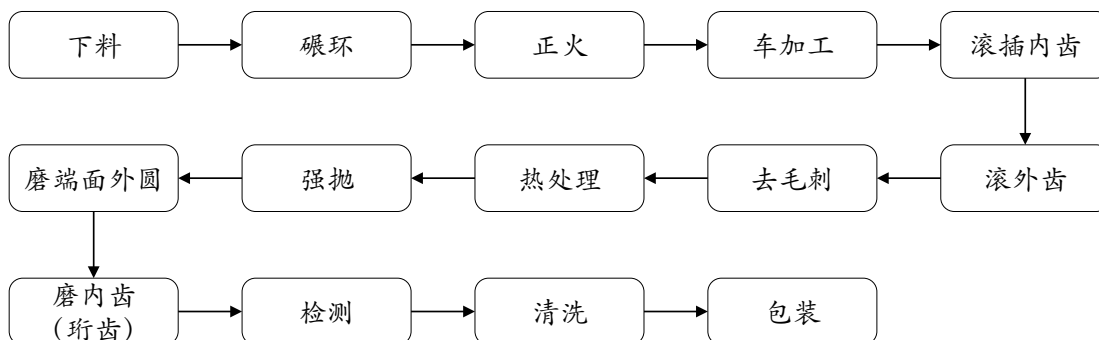 下料
碾环
正火
车加工
滚插内齿
滚外齿
去毛刺
热处理
强抛
磨端面外圆
磨内齿
（珩齿）
检测
清洗
包装